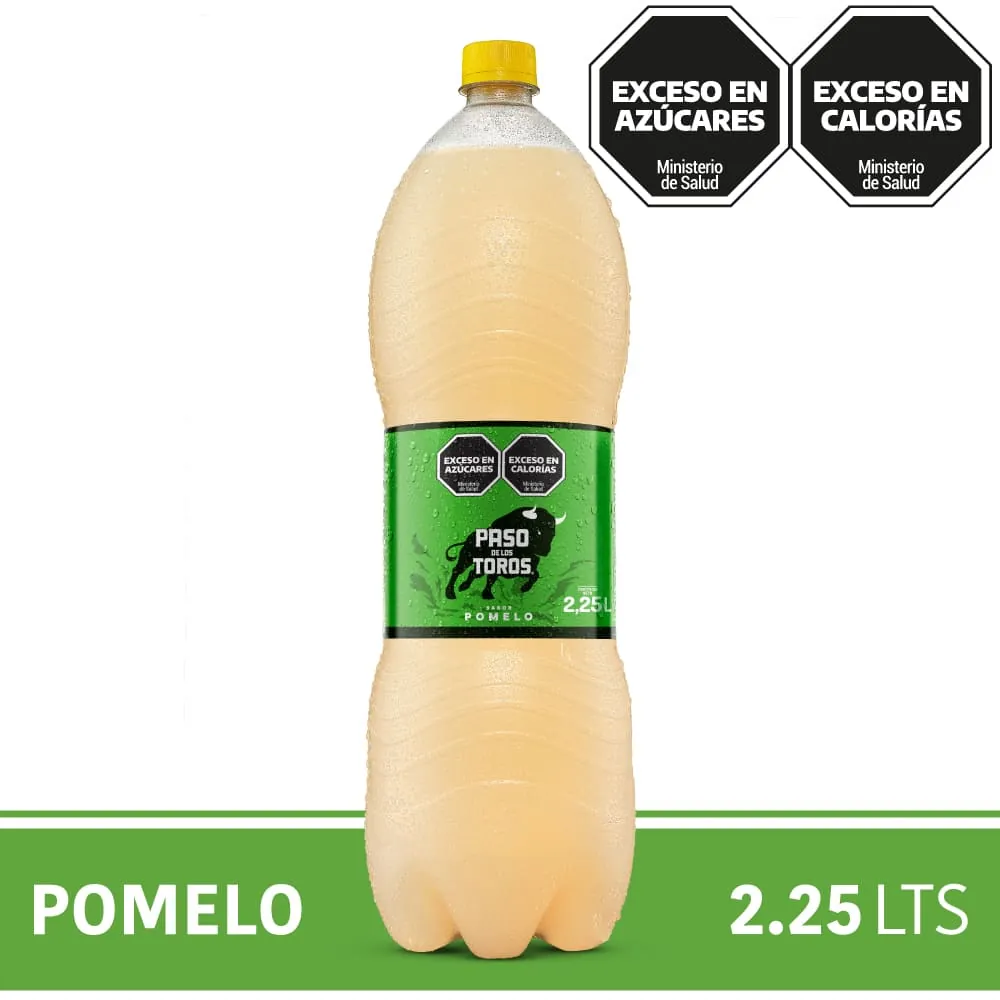 EXCESO EN
AZÚCARES
Ministerio
de Salud
EXCESO EN
CALORÍAS
Ministerio
de Salud
EXCESO EN
AZÚCARES
Ministerio
de Salud
EXCESO EN
CALORÍAS
Ministerio
de Salud
PASO
DE LOS
TOROS
SABOR
POMELO
2,25L
POMELO
2.25 LTS